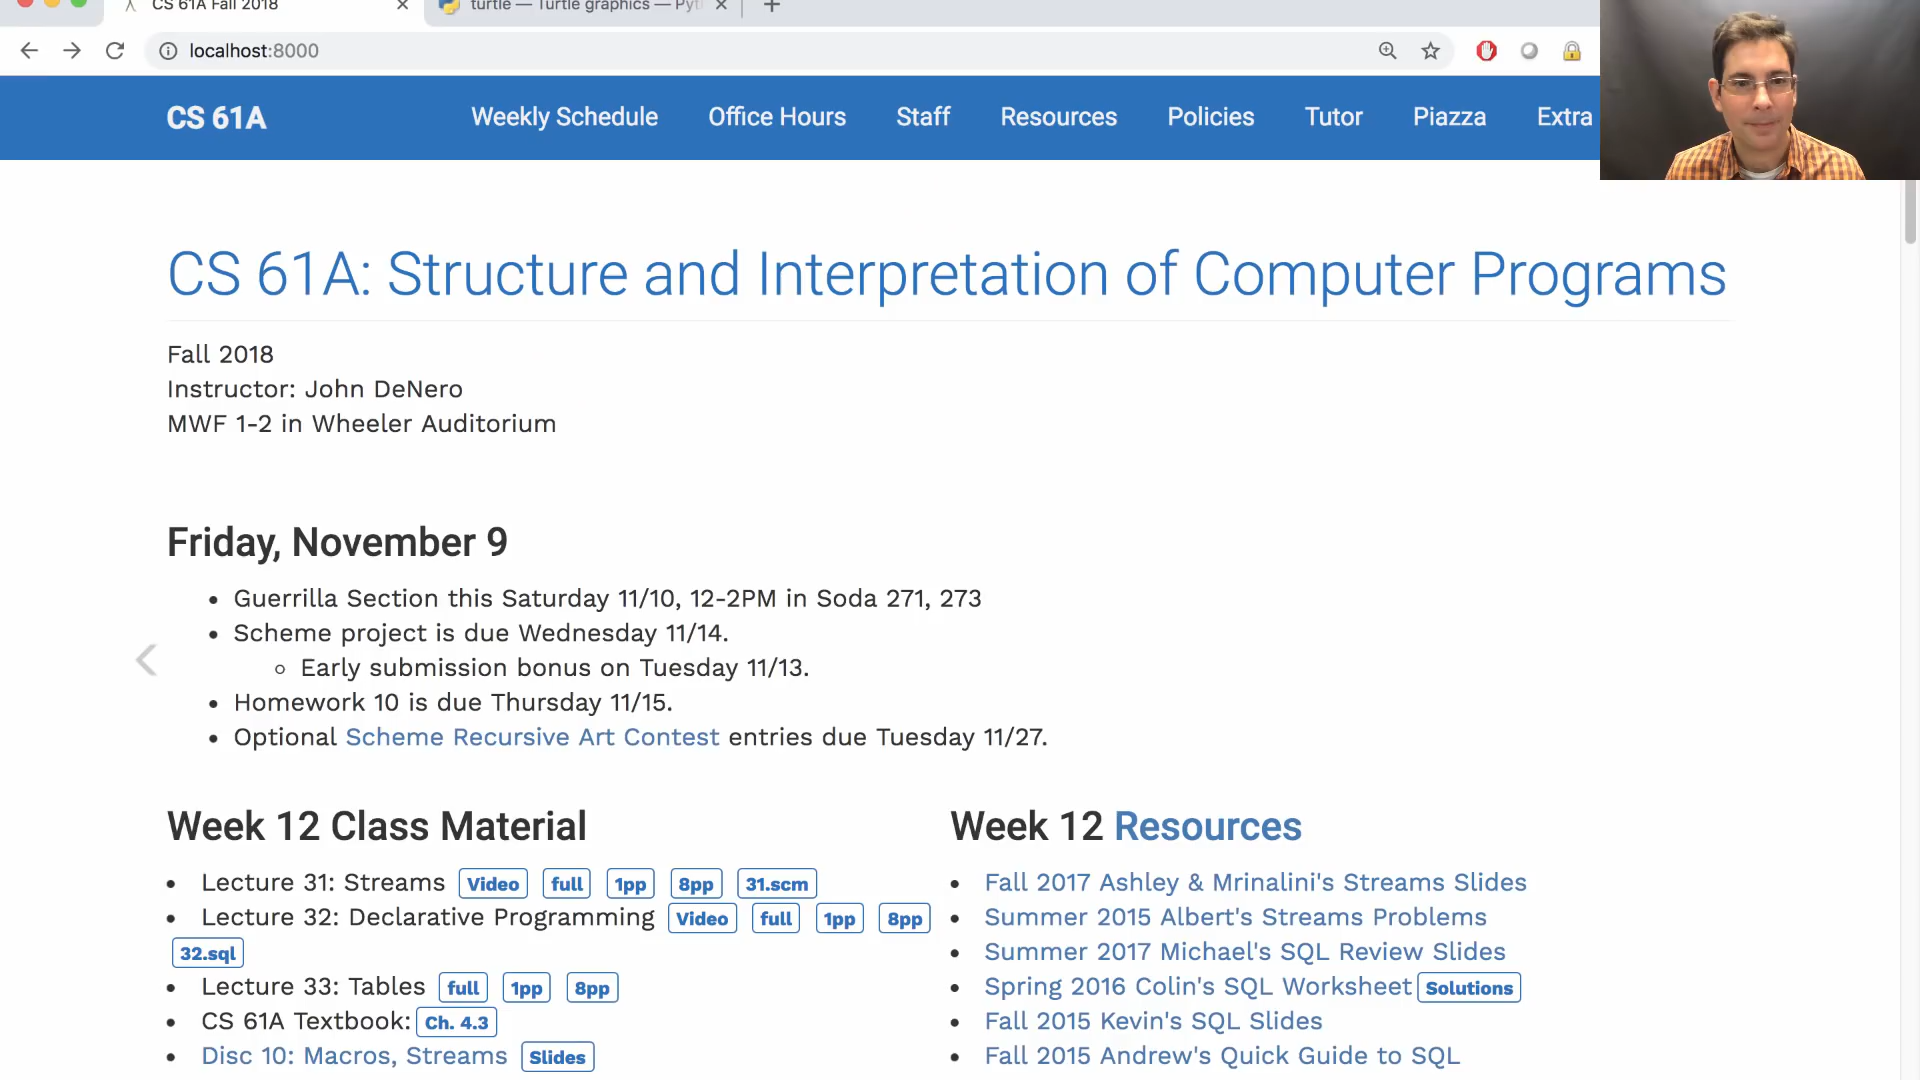 CS 61A Fall 2018
turtle — Turtle graphics — Pyt
localhost:8000
CS 61A Weekly Schedule Office Hours Staff Resources Policies Tutor Piazza Extra
CS 61A: Structure and Interpretation of Computer Programs
Fall 2018
Instructor: John DeNero
MWF 1-2 in Wheeler Auditorium
Friday, November 9
Guerrilla Section this Saturday 11/10, 12-2PM in Soda 271, 273
Scheme project is due Wednesday 11/14.
Early submission bonus on Tuesday 11/13.
Homework 10 is due Thursday 11/15.
Optional Scheme Recursive Art Contest entries due Tuesday 11/27.
Week 12 Class Material
Lecture 31: Streams Video full 1pp 8pp 31.scm
Lecture 32: Declarative Programming Video full 1pp 8pp
32.sql
Lecture 33: Tables full 1pp 8pp
CS 61A Textbook: Ch. 4.3
Disc 10: Macros, Streams Slides
Week 12 Resources
Fall 2017 Ashley & Mrinalini's Streams Slides
Summer 2015 Albert's Streams Problems
Summer 2017 Michael's SQL Review Slides
Spring 2016 Colin's SQL Worksheet Solutions
Fall 2015 Kevin's SQL Slides
Fall 2015 Andrew's Quick Guide to SQL